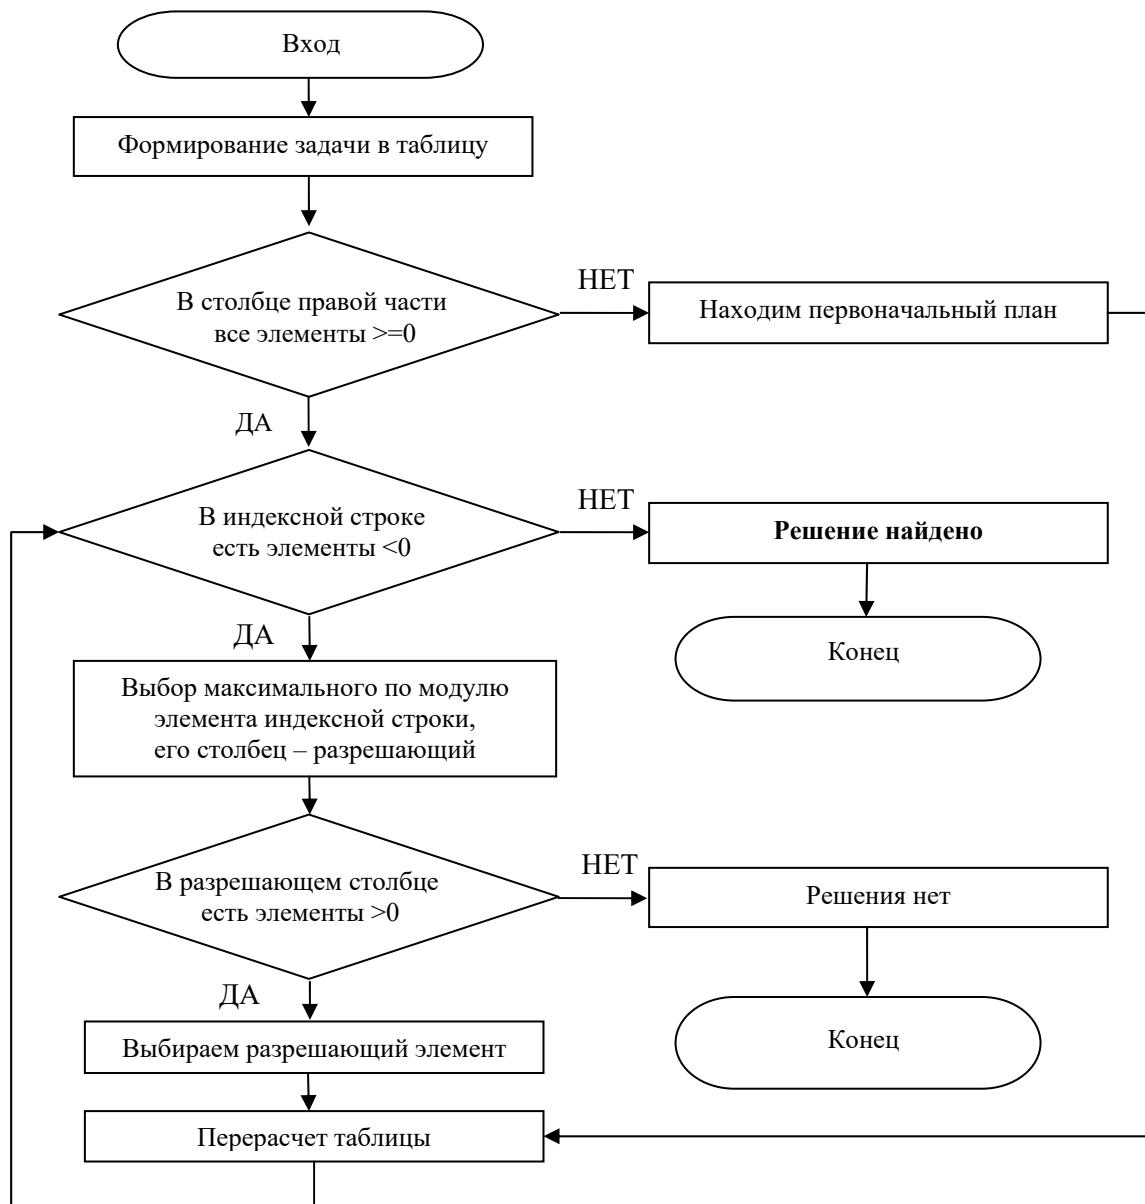 Вход
Формирование задачи в таблицу
В столбце правой части
все элементы >=0
НЕТ
Находим первоначальный план
ДА
В индексной строке
есть элементы <0
НЕТ
Решение найдено
Конец
ДА
Выбор максимального по модулю
элемента индексной строки,
его столбец – разрешающий
В разрешающем столбце
есть элементы >0
НЕТ
Решения нет
Конец
ДА
Выбираем разрешающий элемент
Перерасчет таблицы